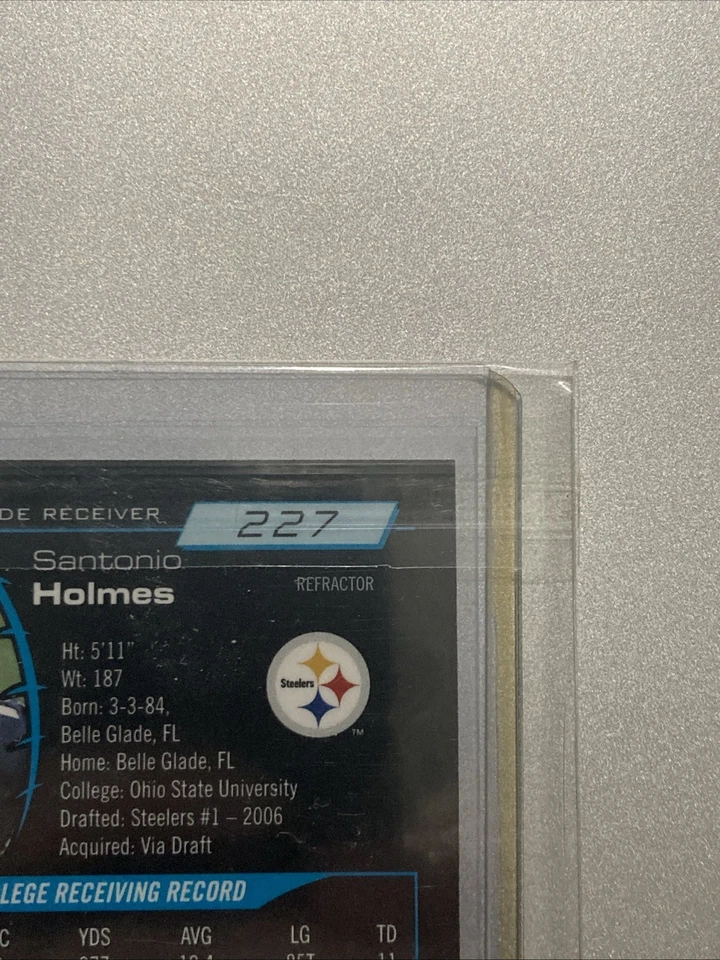 DE RECEIVER 227
Santonio
Holmes
REFRACTOR
Ht: 5'11"
Wt: 187
Born: 3-3-84,
Belle Glade, FL
Home: Belle Glade, FL
College: Ohio State University
Drafted: Steelers #1 – 2006
Acquired: Via Draft
Steelers
TM
LEGE RECEIVING RECORD
C YDS AVG LG TD